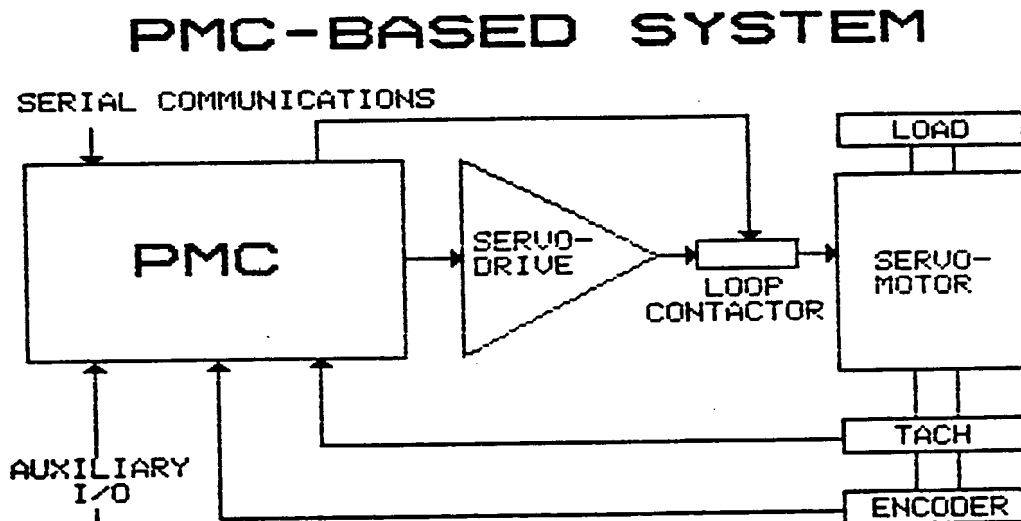 PMC-BASED SYSTEM
SERIAL COMMUNICATIONS
LOAD
PMC
SERVO-
DRIVE
LOOP
CONTACTOR
SERVO-
MOTOR
TACH
AUXILIARY
I/O
ENCODER